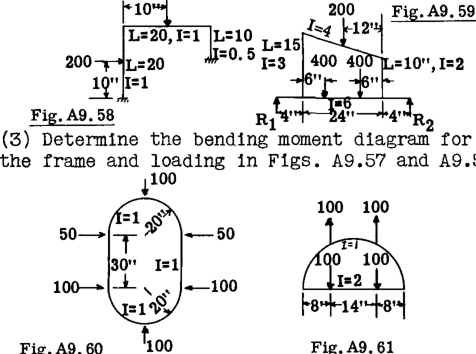 10"
200
Fig. A9.59
L=20, I=1
L=10
I=0.5
200
L=20
10"
I=1
Fig. A9.58
I=4
12"
L=15
I=3
400
400
L=10", I=2
6"
6"
I=6
R1
4"
24"
4"
R2
(3) Determine the bending moment diagram for
the frame and loading in Figs. A9.57 and A9.5
100
I=1
20"
50
50
30"
I=1
100
100
I=1
20"
Fig. A9.60
100
100
100
I=1
100
100
I=2
8"
14"
8"
Fig. A9.61